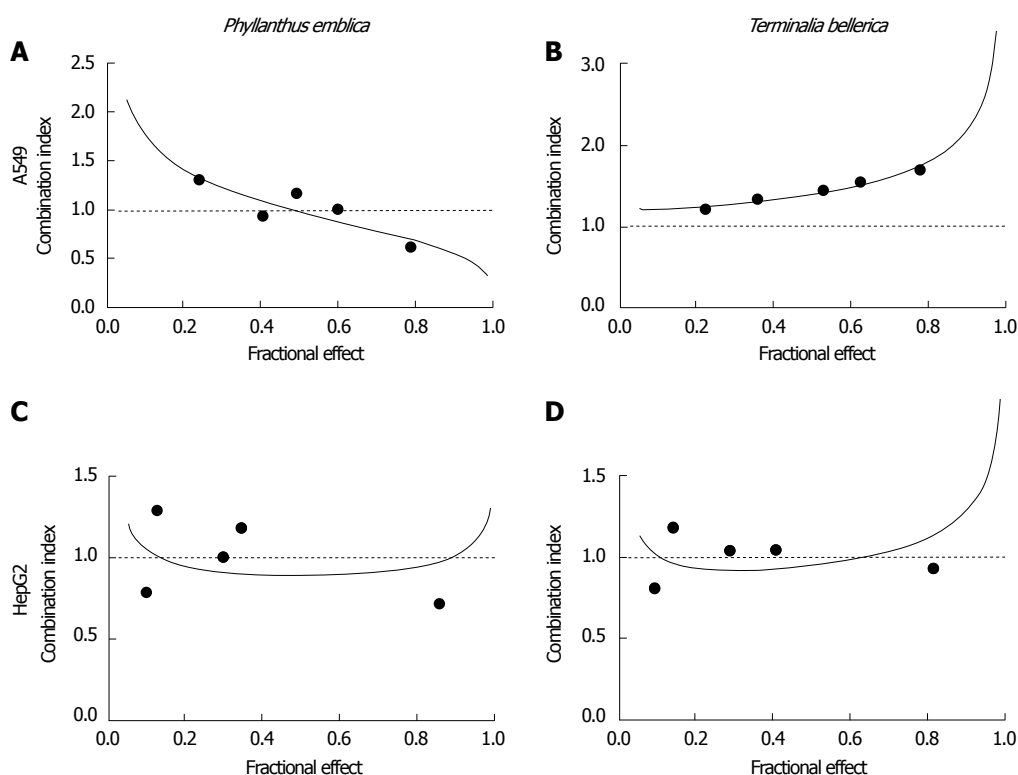 Phyllanthus emblica
Terminalia bellerica
A
A549
Combination index
2.5
2.0
1.5
1.0
0.5
0.0
0.0 0.2 0.4 0.6 0.8 1.0
Fractional effect
B
Combination index
3.0
2.0
1.0
0.0
0.0 0.2 0.4 0.6 0.8 1.0
Fractional effect
C
HepG2
Combination index
1.5
1.0
0.5
0.0
0.0 0.2 0.4 0.6 0.8 1.0
Fractional effect
D
Combination index
1.5
1.0
0.5
0.0
0.0 0.2 0.4 0.6 0.8 1.0
Fractional effect